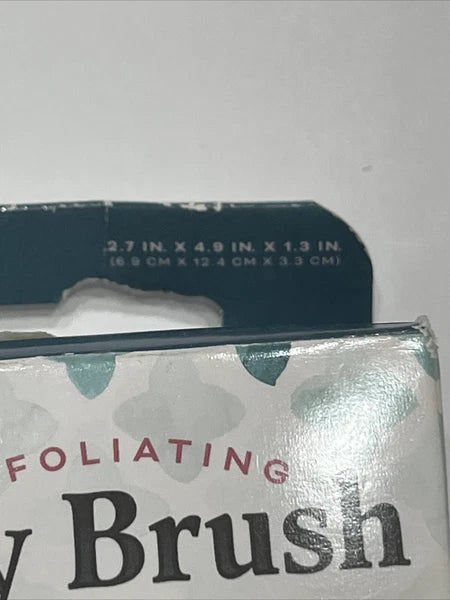 2.7 IN. X 4.9 IN. X 1.3 IN.
(6.9 CM X 12.4 CM X 3.3 CM)
FOLIATING
y Brush